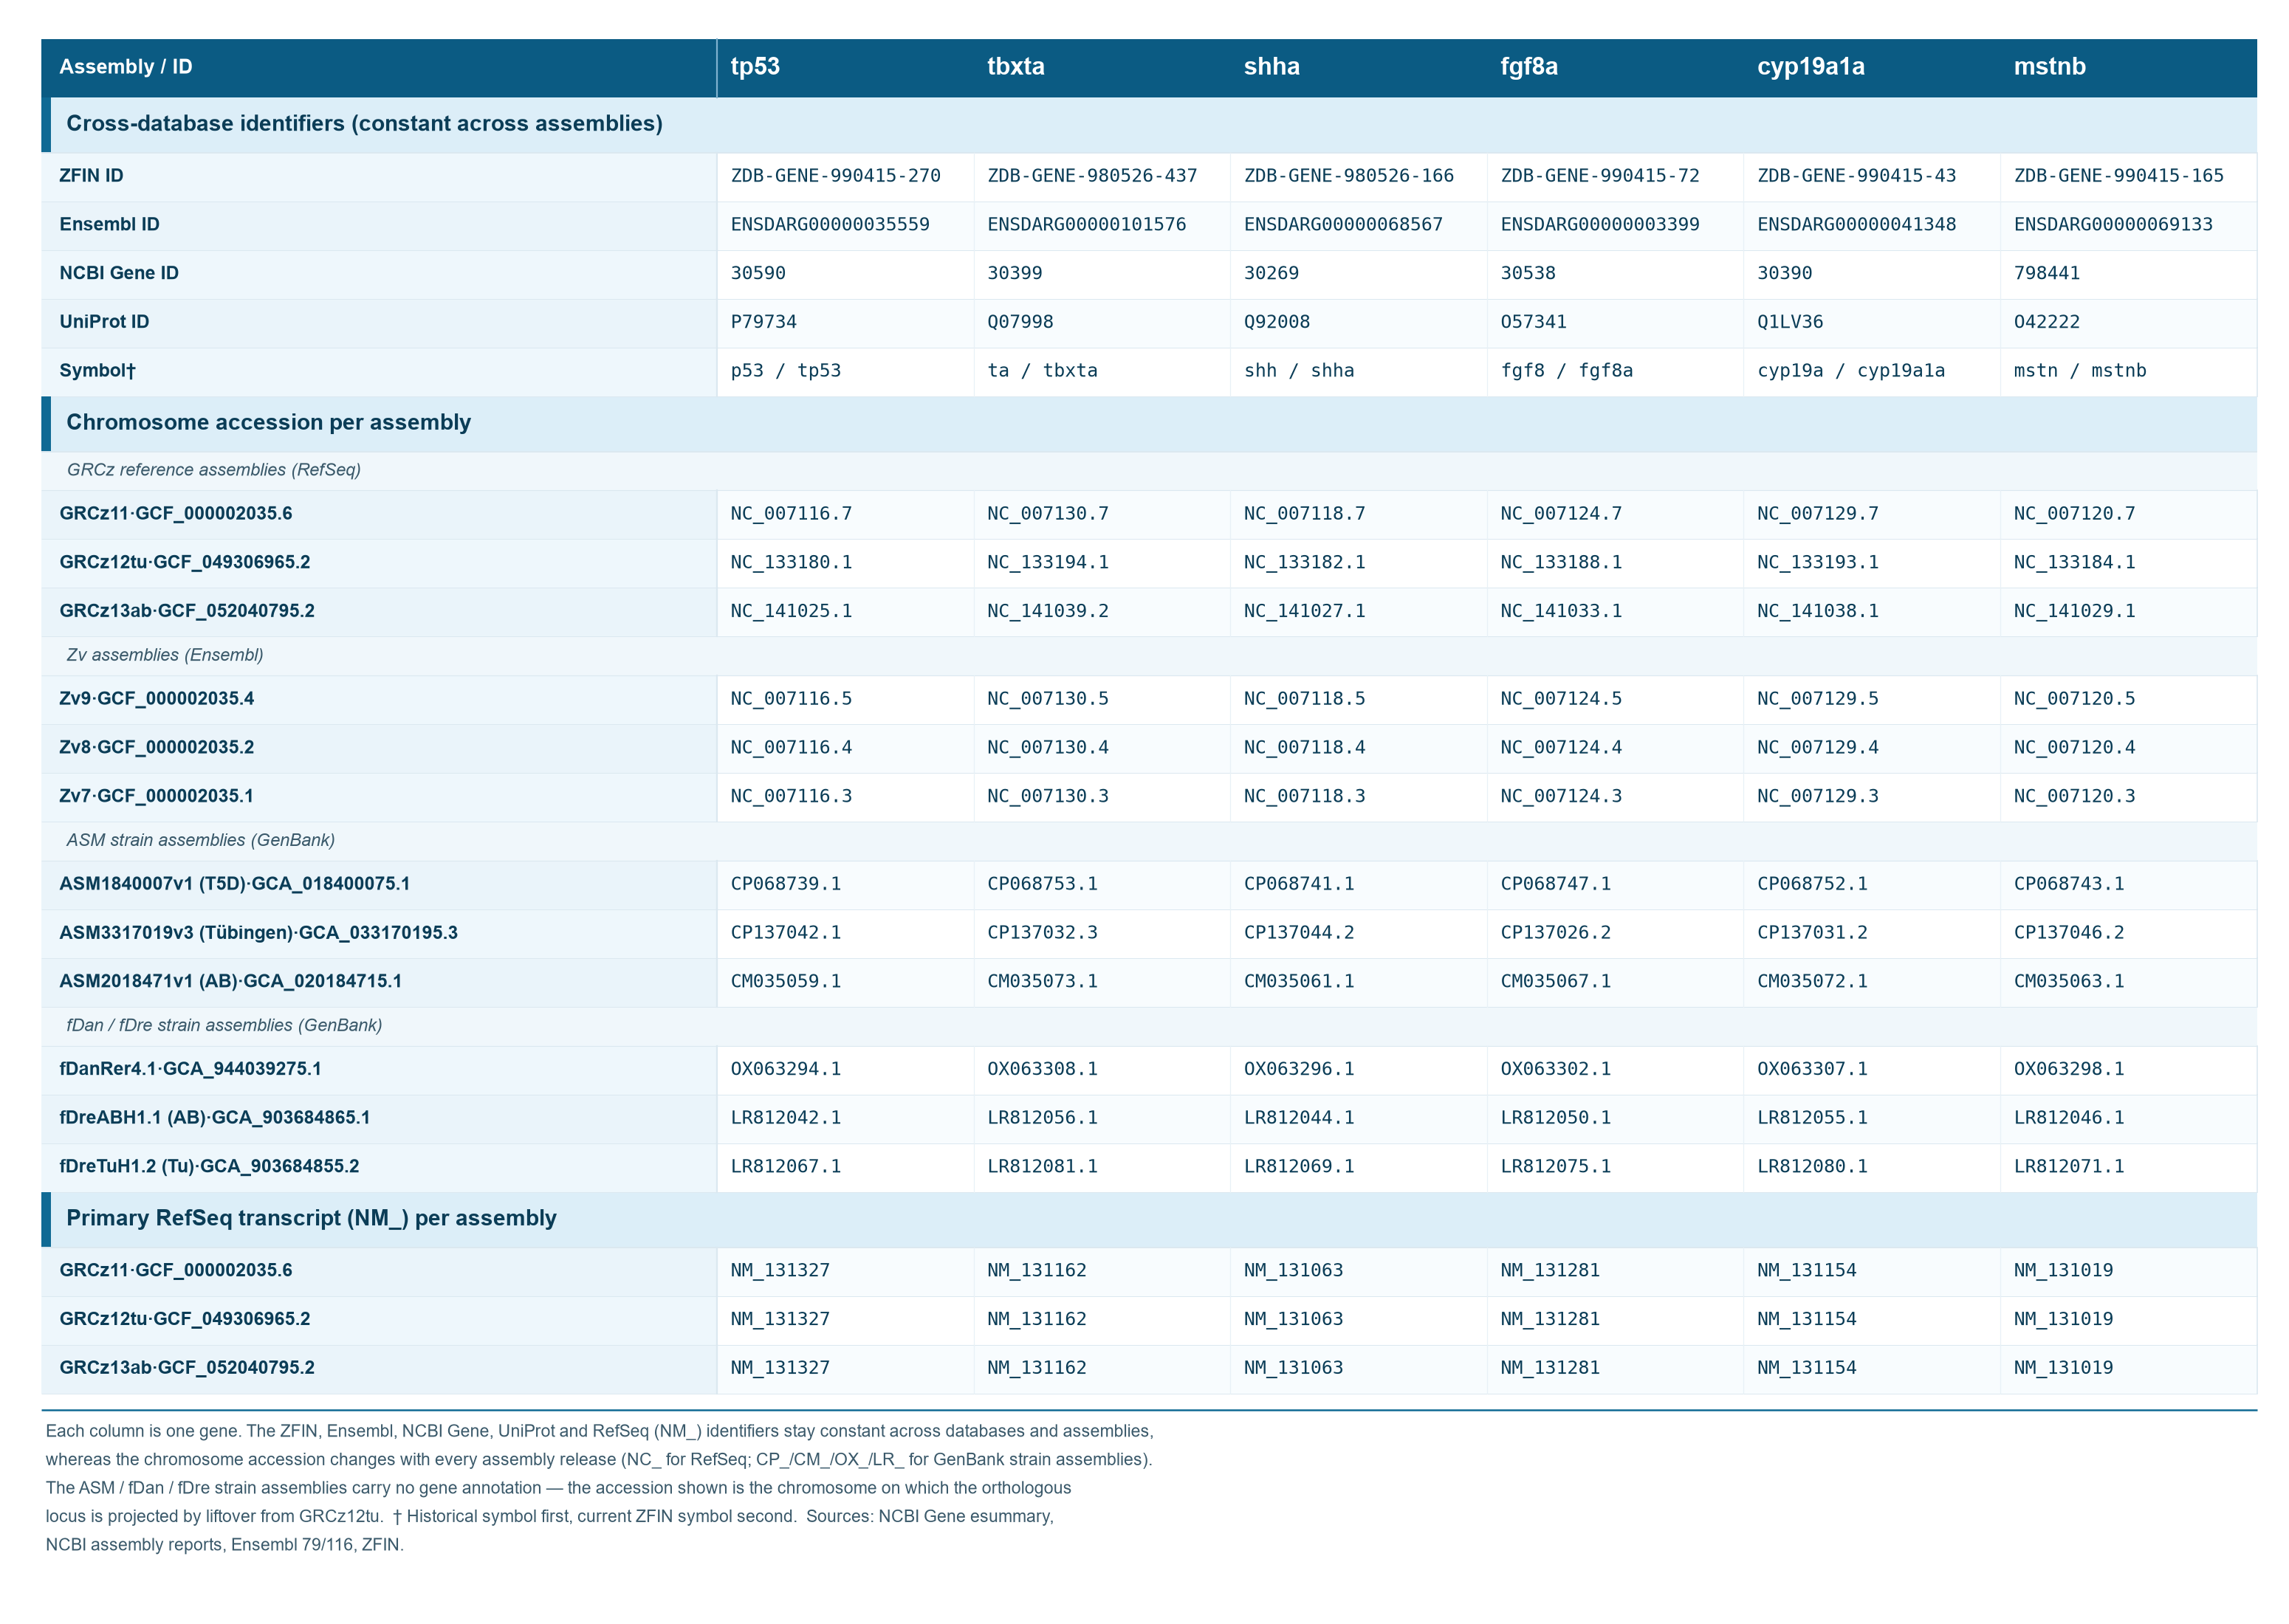 Assembly / ID tp53 tbxta shha fgf8a cyp19a1a mstnb
Cross-database identifiers (constant across assemblies)
ZFIN ID ZDB-GENE-990415-270 ZDB-GENE-980526-437 ZDB-GENE-980526-166 ZDB-GENE-990415-72 ZDB-GENE-990415-43 ZDB-GENE-990415-165
Ensembl ID ENSDARG00000035559 ENSDARG00000101576 ENSDARG00000068567 ENSDARG00000003399 ENSDARG00000041348 ENSDARG00000069133
NCBI Gene ID 30590 30399 30269 30538 30390 798441
UniProt ID P79734 Q07998 Q92008 O57341 Q1LV36 O42222
Symbol† p53 / tp53 ta / tbxta shh / shha fgf8 / fgf8a cyp19a / cyp19a1a mstn / mstnb
Chromosome accession per assembly
GRCz reference assemblies (RefSeq)
GRCz11·GCF_000002035.6 NC_007116.7 NC_007130.7 NC_007118.7 NC_007124.7 NC_007129.7 NC_007120.7
GRCz12tu·GCF_049306965.2 NC_133180.1 NC_133194.1 NC_133182.1 NC_133188.1 NC_133193.1 NC_133184.1
GRCz13ab·GCF_052040795.2 NC_141025.1 NC_141039.2 NC_141027.1 NC_141033.1 NC_141038.1 NC_141029.1
Zv assemblies (Ensembl)
Zv9·GCF_000002035.4 NC_007116.5 NC_007130.5 NC_007118.5 NC_007124.5 NC_007129.5 NC_007120.5
Zv8·GCF_000002035.2 NC_007116.4 NC_007130.4 NC_007118.4 NC_007124.4 NC_007129.4 NC_007120.4
Zv7·GCF_000002035.1 NC_007116.3 NC_007130.3 NC_007118.3 NC_007124.3 NC_007129.3 NC_007120.3
ASM strain assemblies (GenBank)
ASM1840007v1 (T5D)·GCA_018400075.1 CP068739.1 CP068753.1 CP068741.1 CP068747.1 CP068752.1 CP068743.1
ASM3317019v3 (Tübingen)·GCA_033170195.3 CP137042.1 CP137032.3 CP137044.2 CP137026.2 CP137031.2 CP137046.2
ASM2018471v1 (AB)·GCA_020184715.1 CM035059.1 CM035073.1 CM035061.1 CM035067.1 CM035072.1 CM035063.1
fDan / fDre strain assemblies (GenBank)
fDanRer4.1·GCA_944039275.1 OX063294.1 OX063308.1 OX063296.1 OX063302.1 OX063307.1 OX063298.1
fDreABH1.1 (AB)·GCA_903684865.1 LR812042.1 LR812056.1 LR812044.1 LR812050.1 LR812055.1 LR812046.1
fDreTuH1.2 (Tu)·GCA_903684855.2 LR812067.1 LR812081.1 LR812069.1 LR812075.1 LR812080.1 LR812071.1
Primary RefSeq transcript (NM_) per assembly
GRCz11·GCF_000002035.6 NM_131327 NM_131162 NM_131063 NM_131281 NM_131154 NM_131019
GRCz12tu·GCF_049306965.2 NM_131327 NM_131162 NM_131063 NM_131281 NM_131154 NM_131019
GRCz13ab·GCF_052040795.2 NM_131327 NM_131162 NM_131063 NM_131281 NM_131154 NM_131019
Each column is one gene. The ZFIN, Ensembl, NCBI Gene, UniProt and RefSeq (NM_) identifiers stay constant across databases and assemblies,
whereas the chromosome accession changes with every assembly release (NC_ for RefSeq; CP_/CM_/OX_/LR_ for GenBank strain assemblies).
The ASM / fDan / fDre strain assemblies carry no gene annotation — the accession shown is the chromosome on which the orthologous
locus is projected by liftover from GRCz12tu. † Historical symbol first, current ZFIN symbol second. Sources: NCBI Gene esummary,
NCBI assembly reports, Ensembl 79/116, ZFIN.